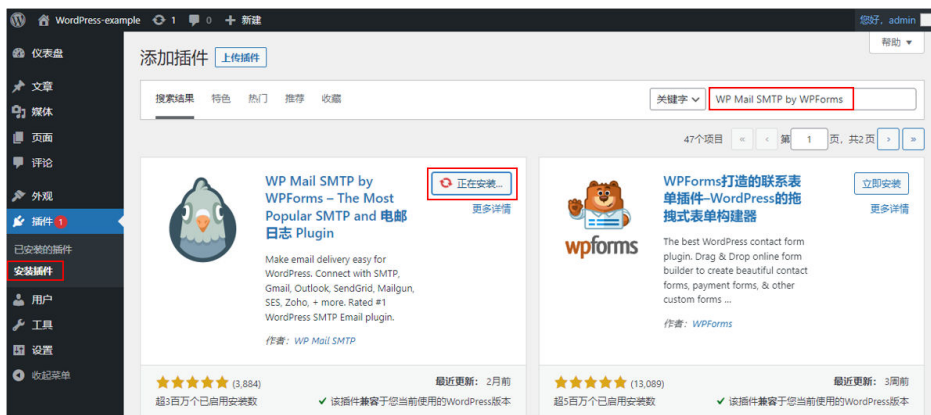 WordPress-example 1 0 新建 您好，admin
帮助
仪表盘
文章
媒体
页面
评论
外观
插件 1
已安装的插件
安装插件
用户
工具
设置
收起菜单
添加插件 上传插件
搜索结果 特色 热门 推荐 收藏 关键字 WP Mail SMTP by WPForms
47个项目 « ‹ 第 1 页，共2页 › »
WP Mail SMTP by
WPForms – The Most
Popular SMTP and 电邮
日志 Plugin
正在安装...
更多详情
Make email delivery easy for
WordPress. Connect with SMTP,
Gmail, Outlook, SendGrid, Mailgun,
SES, Zoho, + more. Rated #1
WordPress SMTP Email plugin.
作者：WP Mail SMTP
(3,884)
最近更新：2月前
超3百万个已启用安装数
该插件兼容于您当前使用的WordPress版本
wpforms
WPForms打造的联系表
单插件–WordPress的拖
拽式表单构建器
立即安装
更多详情
The best WordPress contact form
plugin. Drag & Drop online form
builder to create beautiful contact
forms, payment forms, & other
custom forms ...
作者：WPForms
(13,089)
最近更新：3周前
超5百万个已启用安装数
该插件兼容于您当前使用的WordPress版本